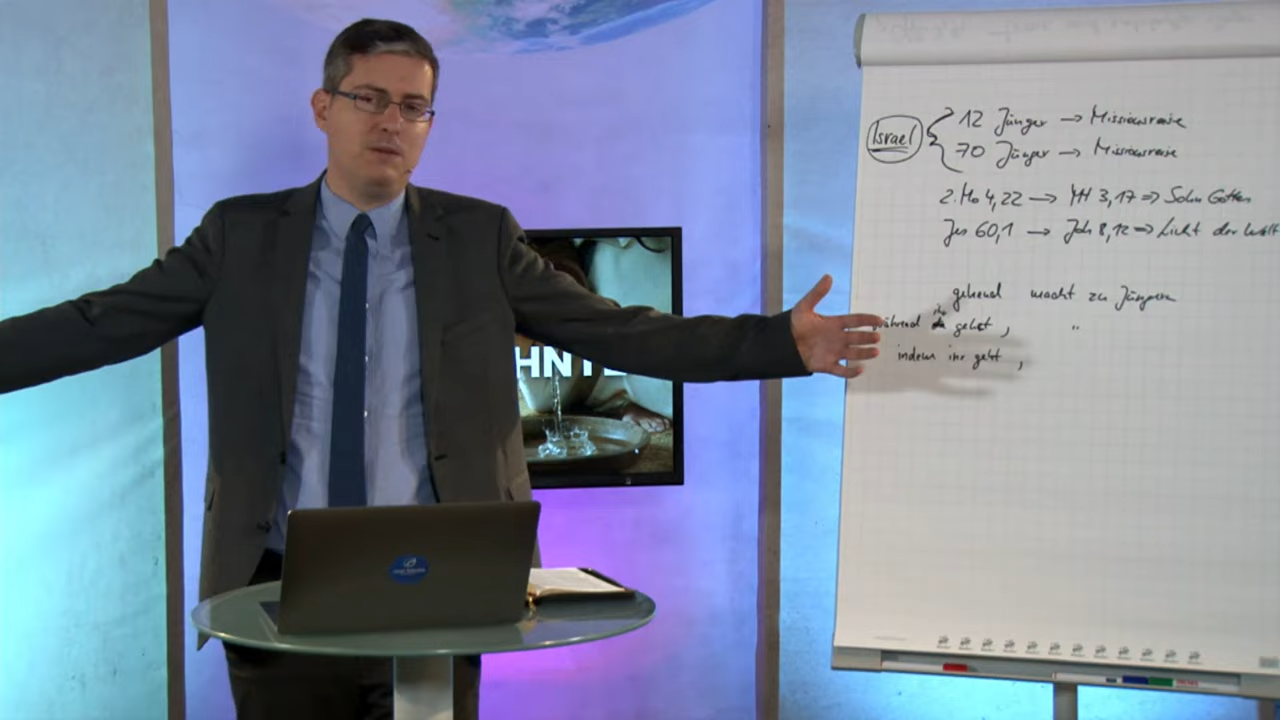 Israel
12 Jünger → Missionsreise
70 Jünger → Missionsreise
2. Mo 4,22 → Mt 3,17 ⇒ Sohn Gottes
Jes 60,1 → Joh 8,12 ⇒ Licht der Welt
gehend macht zu Jüngern
während ihr geht, "
indem ihr geht,
HNTE